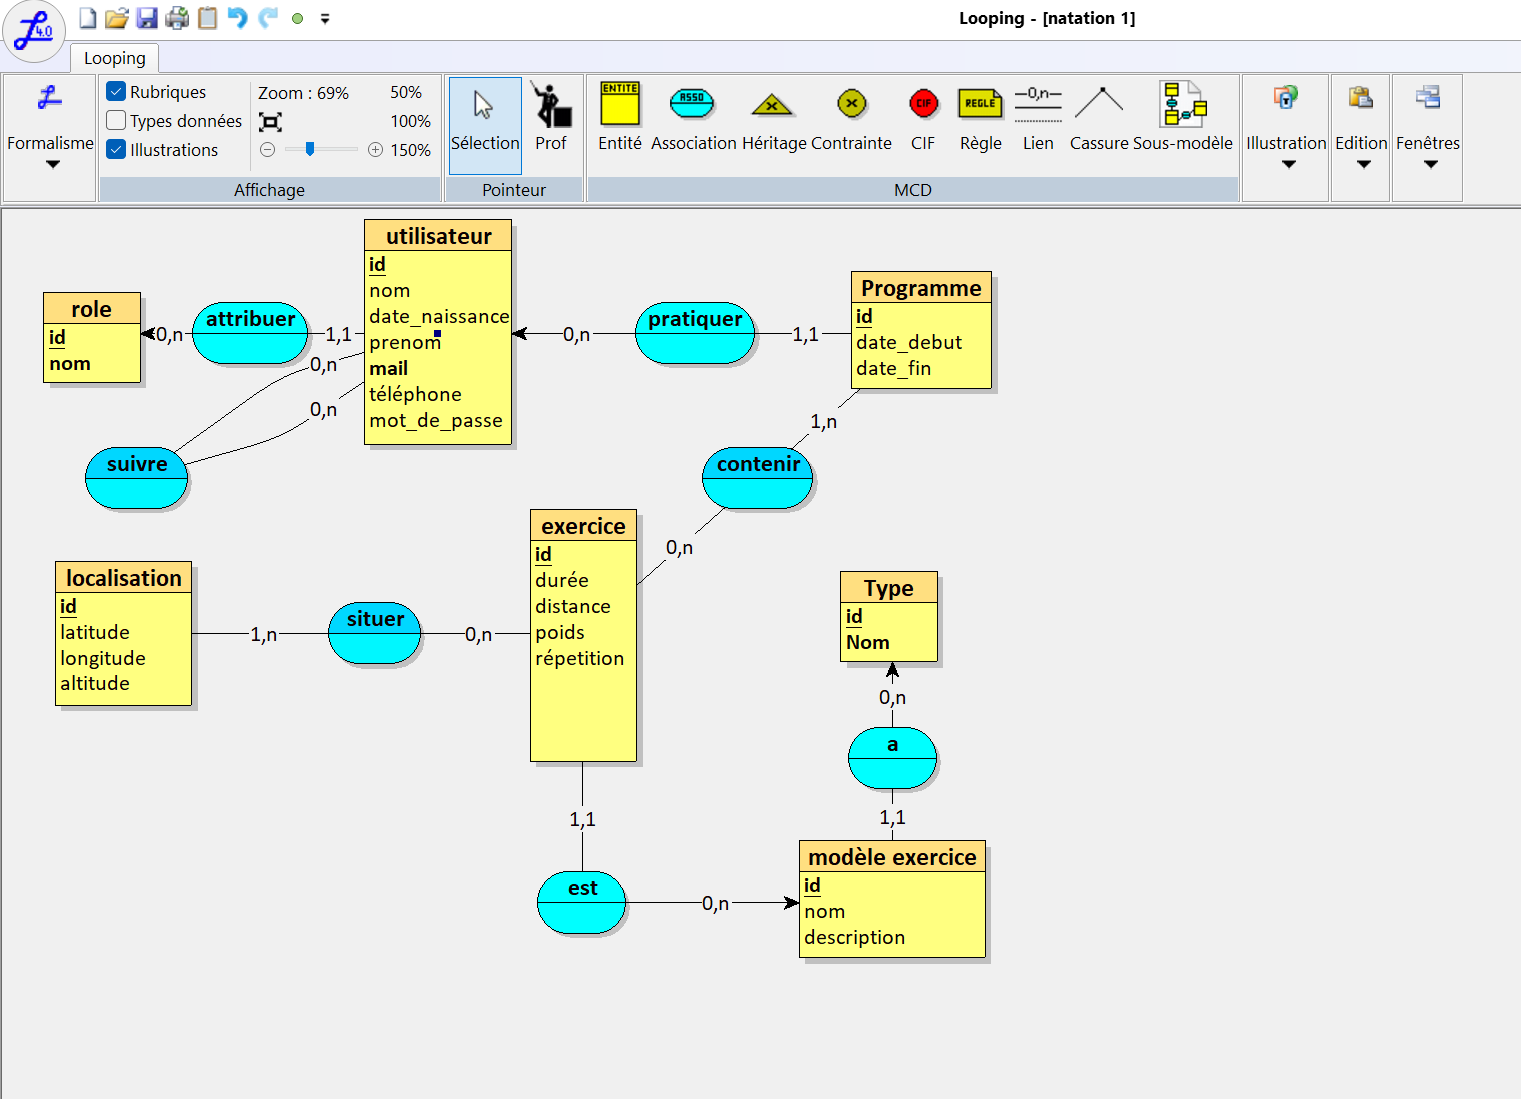 Looping - [natation 1]
4.0
Looping
Formalisme
Rubriques
Types données
Illustrations
Zoom : 69%
50%
100%
150%
Affichage
Sélection
Prof
Pointeur
ENTITE
Entité
ASSO
Association
Héritage
Contrainte
CIF
CIF
REGLE
Règle
0,n
Lien
Cassure
Sous-modèle
MCD
Illustration
Edition
Fenêtres
utilisateur
id
nom
date_naissance
prenom
mail
téléphone
mot_de_passe
role
id
nom
0,n
attribuer
1,1
0,n
pratiquer
1,1
Programme
id
date_debut
date_fin
0,n
0,n
suivre
1,n
contenir
0,n
exercice
id
durée
distance
poids
répetition
localisation
id
latitude
longitude
altitude
1,n
situer
0,n
Type
id
Nom
0,n
a
1,1
1,1
est
0,n
modèle exercice
id
nom
description